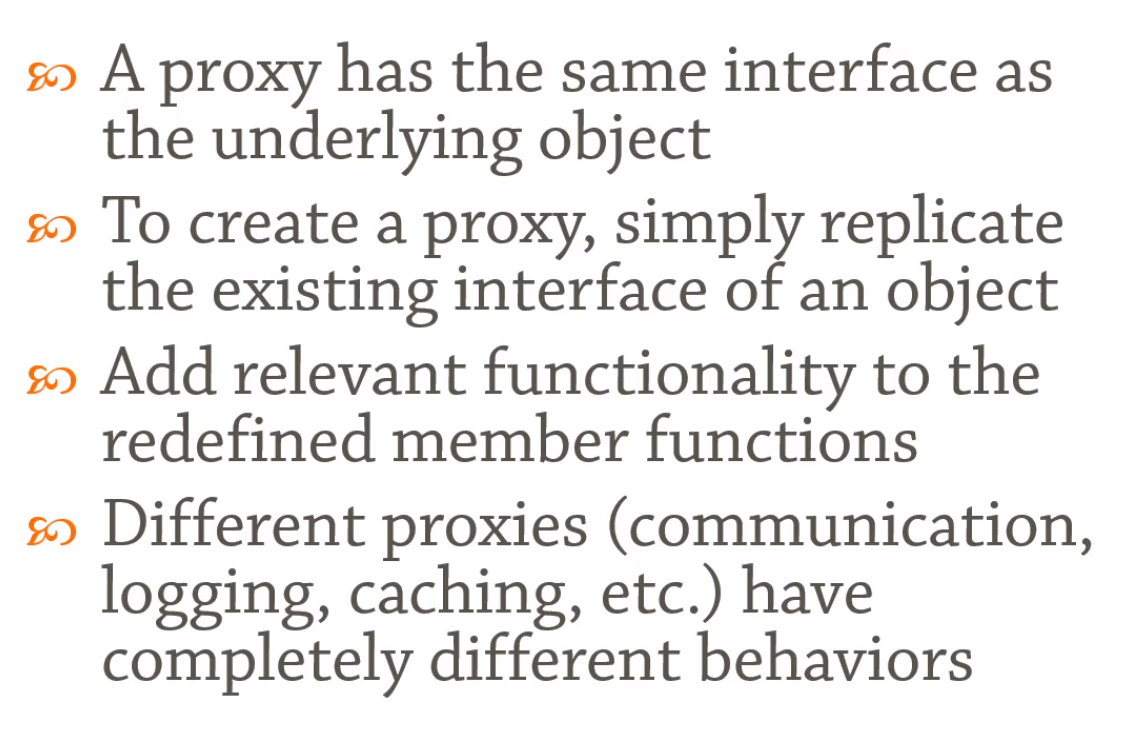 A proxy has the same interface as
the underlying object
To create a proxy, simply replicate
the existing interface of an object
Add relevant functionality to the
redefined member functions
Different proxies (communication,
logging, caching, etc.) have
completely different behaviors